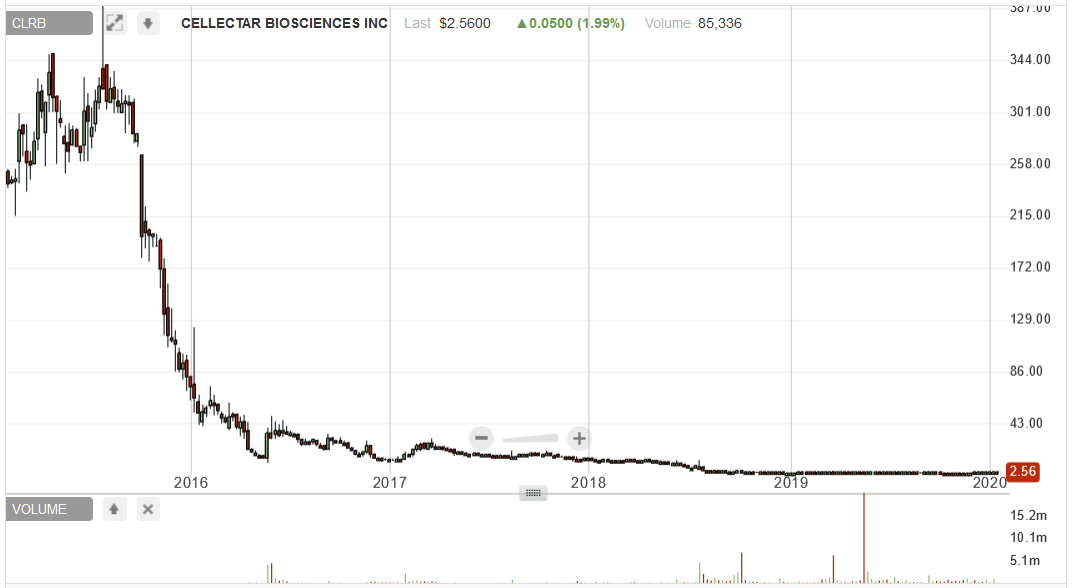 CLRB CELLECTAR BIOSCIENCES INC Last $2.5600 ▲0.0500 (1.99%) Volume 85,336
387.00
344.00
301.00
258.00
215.00
172.00
129.00
86.00
43.00
2.56
2016 2017 2018 2019 2020
VOLUME
15.2m
10.1m
5.1m